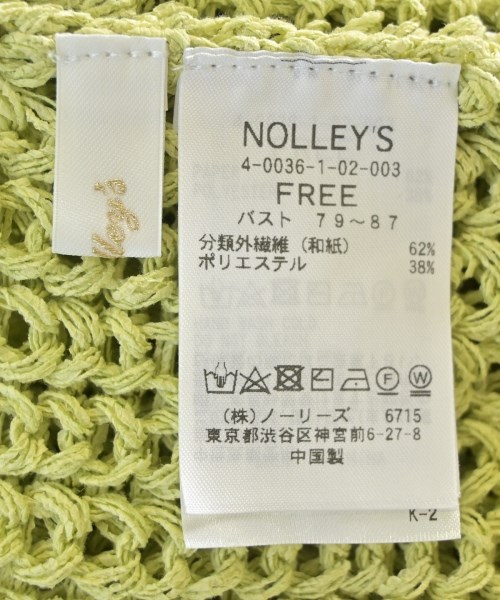 NOLLEY'S
4-0036-1-02-003
FREE
バスト 79～87
分類外繊維（和紙） 62%
ポリエステル 38%
（株）ノーリーズ 6715
東京都渋谷区神宮前6-27-8
中国製
K-2